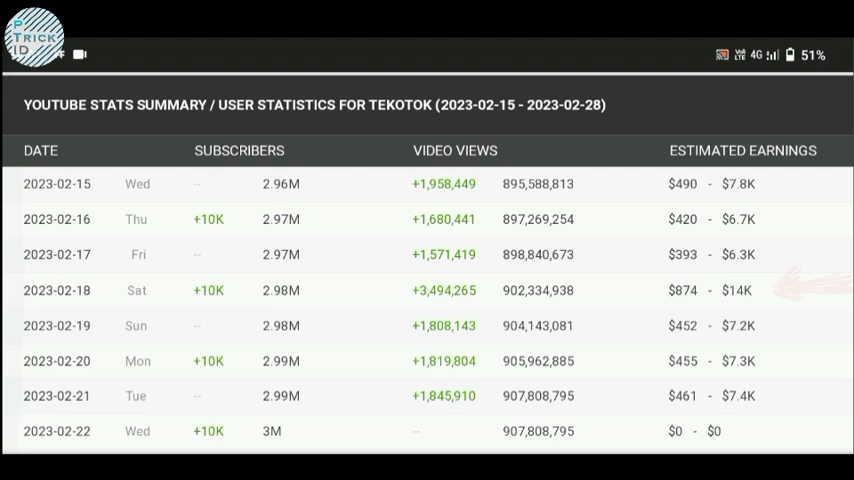 P
TRICK
ID
4G 51%
YOUTUBE STATS SUMMARY / USER STATISTICS FOR TEKOTOK (2023-02-15 - 2023-02-28)
DATE SUBSCRIBERS VIDEO VIEWS ESTIMATED EARNINGS
2023-02-15 Wed -- 2.96M +1,958,449 895,588,813 $490 - $7.8K
2023-02-16 Thu +10K 2.97M +1,680,441 897,269,254 $420 - $6.7K
2023-02-17 Fri -- 2.97M +1,571,419 898,840,673 $393 - $6.3K
2023-02-18 Sat +10K 2.98M +3,494,265 902,334,938 $874 - $14K
2023-02-19 Sun -- 2.98M +1,808,143 904,143,081 $452 - $7.2K
2023-02-20 Mon +10K 2.99M +1,819,804 905,962,885 $455 - $7.3K
2023-02-21 Tue -- 2.99M +1,845,910 907,808,795 $461 - $7.4K
2023-02-22 Wed +10K 3M -- 907,808,795 $0 - $0